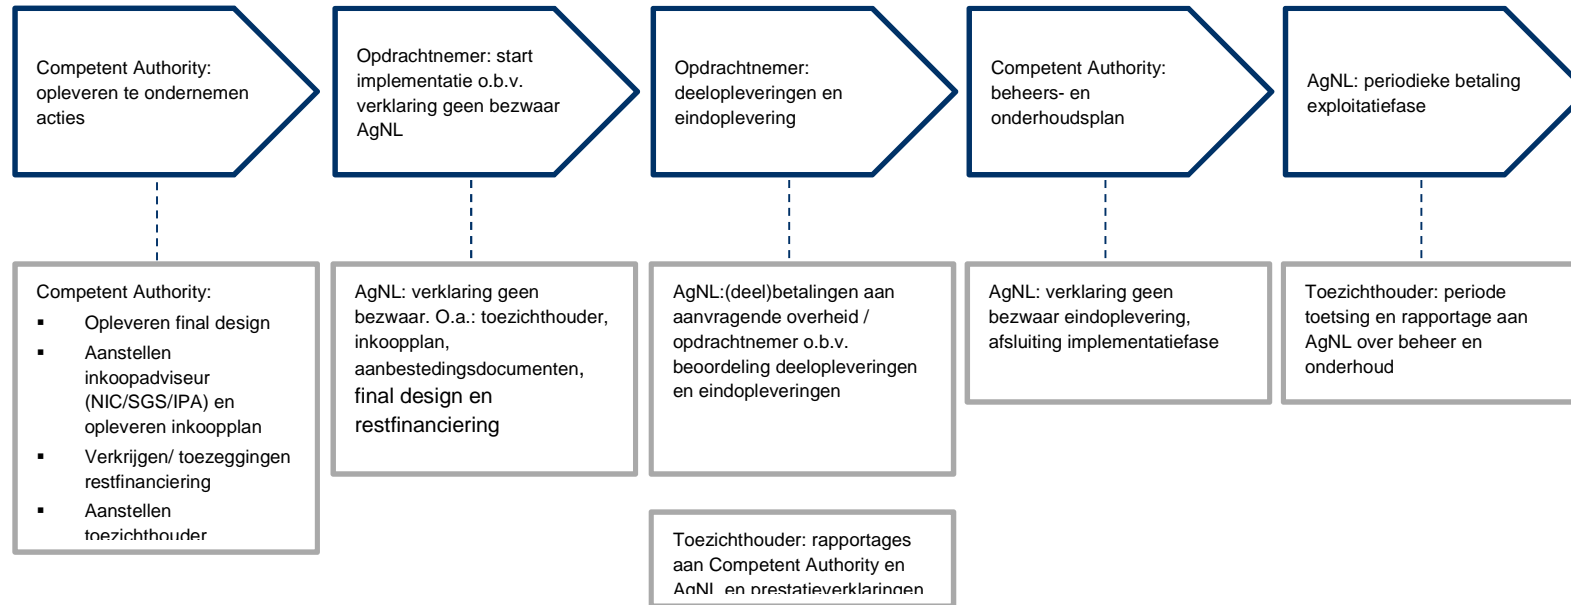 Competent Authority:
opleveren te ondernemen
acties
Opdrachtnemer: start
implementatie o.b.v.
verklaring geen bezwaar
AgNL
Opdrachtnemer:
deelopleveringen en
eindoplevering
Competent Authority:
beheers- en
onderhoudsplan
AgNL: periodieke betaling
exploitatiefase
Competent Authority:
▪ Opleveren final design
▪ Aanstellen
inkoopadviseur
(NIC/SGS/IPA) en
opleveren inkoopplan
▪ Verkrijgen/ toezeggingen
restfinanciering
▪ Aanstellen
toezichthouder
AgNL: verklaring geen
bezwaar. O.a.: toezichthouder,
inkoopplan,
aanbestedingsdocumenten,
final design en
restfinanciering
AgNL:(deel)betalingen aan
aanvragende overheid /
opdrachtnemer o.b.v.
beoordeling deelopleveringen
en eindopleveringen
Toezichthouder: rapportages
aan Competent Authority en
AgNL en prestatieverklaringen
AgNL: verklaring geen
bezwaar eindoplevering,
afsluiting implementatiefase
Toezichthouder: periode
toetsing en rapportage aan
AgNL over beheer en
onderhoud